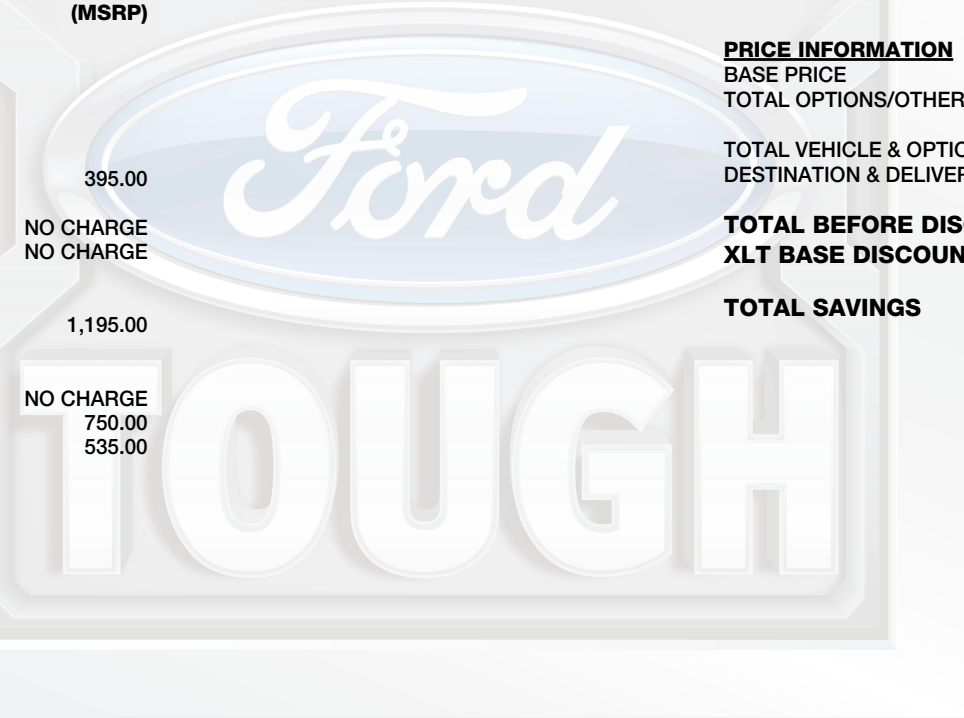 (MSRP)
395.00
NO CHARGE
NO CHARGE
1,195.00
NO CHARGE
750.00
535.00
PRICE INFORMATION
BASE PRICE
TOTAL OPTIONS/OTHER
TOTAL VEHICLE & OPTIO
DESTINATION & DELIVER
TOTAL BEFORE DIS
XLT BASE DISCOUN
TOTAL SAVINGS
Ford
TOUGH